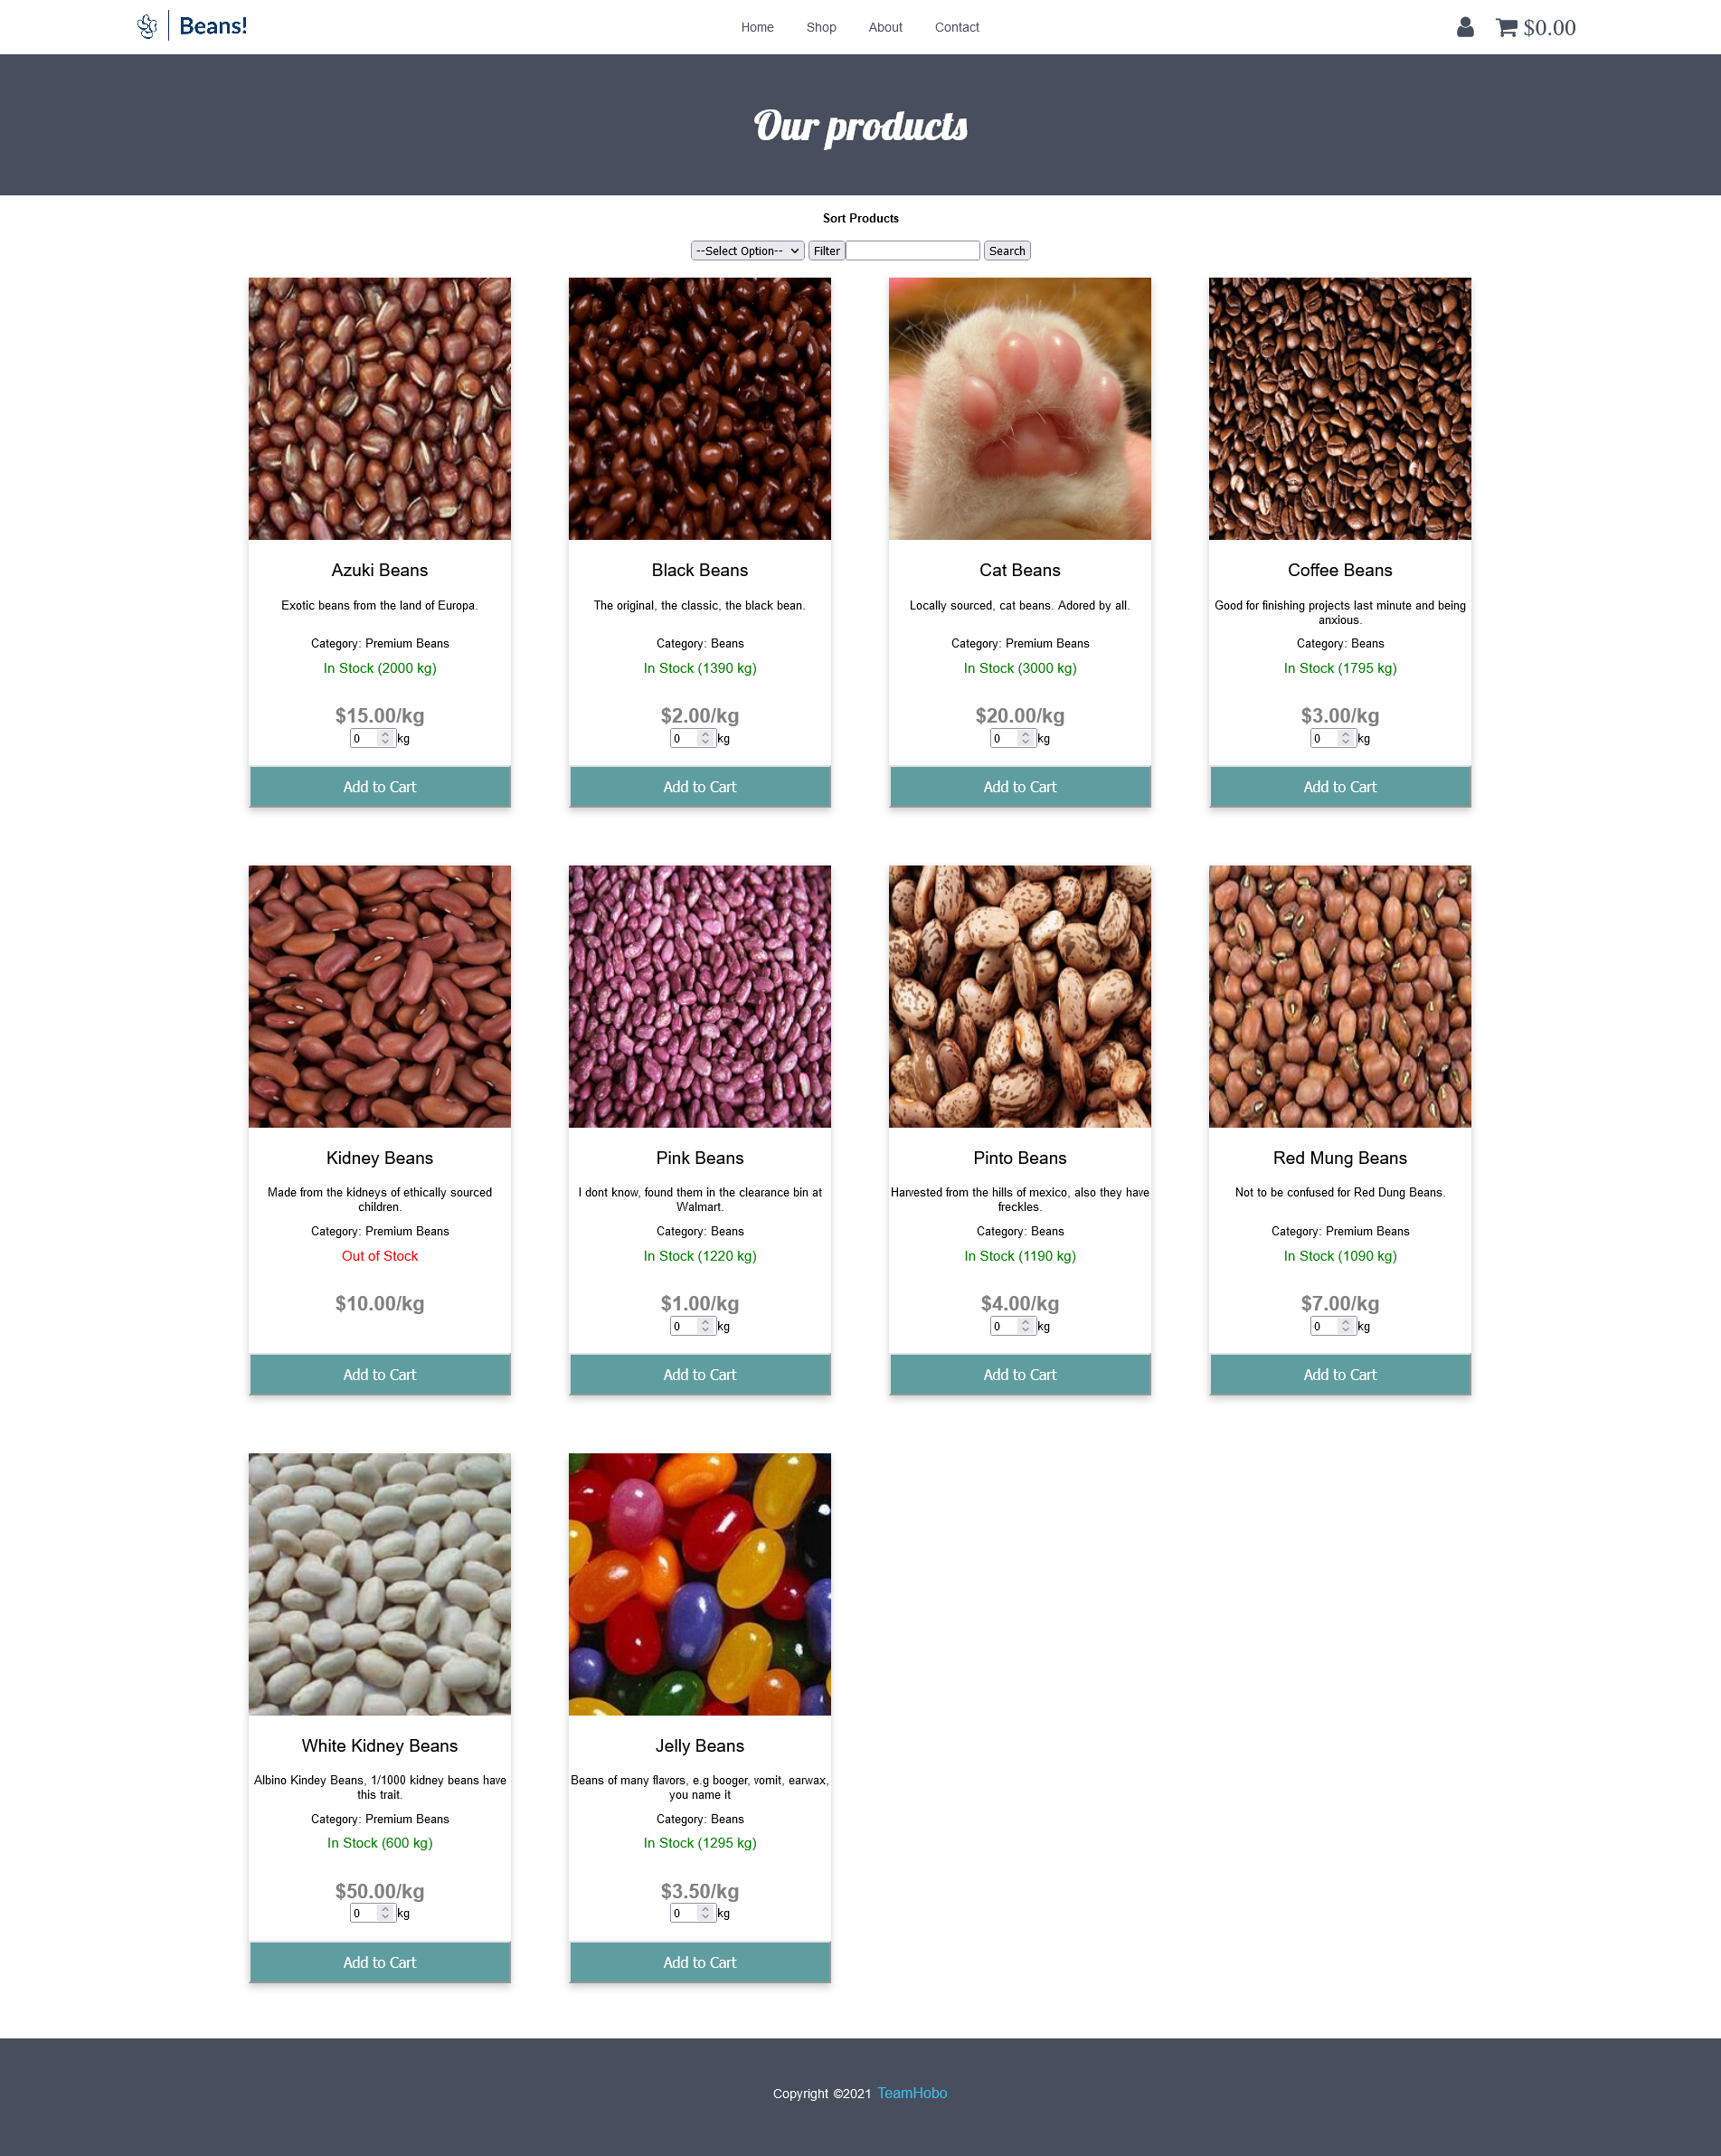 Beans!
Home Shop About Contact
$0.00
Our products
Sort Products
--Select Option-- Filter Search
Azuki Beans
Exotic beans from the land of Europa.
Category: Premium Beans
In Stock (2000 kg)
$15.00/kg
0 kg
Add to Cart
Black Beans
The original, the classic, the black bean.
Category: Beans
In Stock (1390 kg)
$2.00/kg
0 kg
Add to Cart
Cat Beans
Locally sourced, cat beans. Adored by all.
Category: Premium Beans
In Stock (3000 kg)
$20.00/kg
0 kg
Add to Cart
Coffee Beans
Good for finishing projects last minute and being
anxious.
Category: Beans
In Stock (1795 kg)
$3.00/kg
0 kg
Add to Cart
Kidney Beans
Made from the kidneys of ethically sourced
children.
Category: Premium Beans
Out of Stock
$10.00/kg
Add to Cart
Pink Beans
I dont know, found them in the clearance bin at
Walmart.
Category: Beans
In Stock (1220 kg)
$1.00/kg
0 kg
Add to Cart
Pinto Beans
Harvested from the hills of mexico, also they have
freckles.
Category: Beans
In Stock (1190 kg)
$4.00/kg
0 kg
Add to Cart
Red Mung Beans
Not to be confused for Red Dung Beans.
Category: Premium Beans
In Stock (1090 kg)
$7.00/kg
0 kg
Add to Cart
White Kidney Beans
Albino Kindey Beans, 1/1000 kidney beans have
this trait.
Category: Premium Beans
In Stock (600 kg)
$50.00/kg
0 kg
Add to Cart
Jelly Beans
Beans of many flavors, e.g booger, vomit, earwax,
you name it
Category: Beans
In Stock (1295 kg)
$3.50/kg
0 kg
Add to Cart
Copyright ©2021 TeamHobo